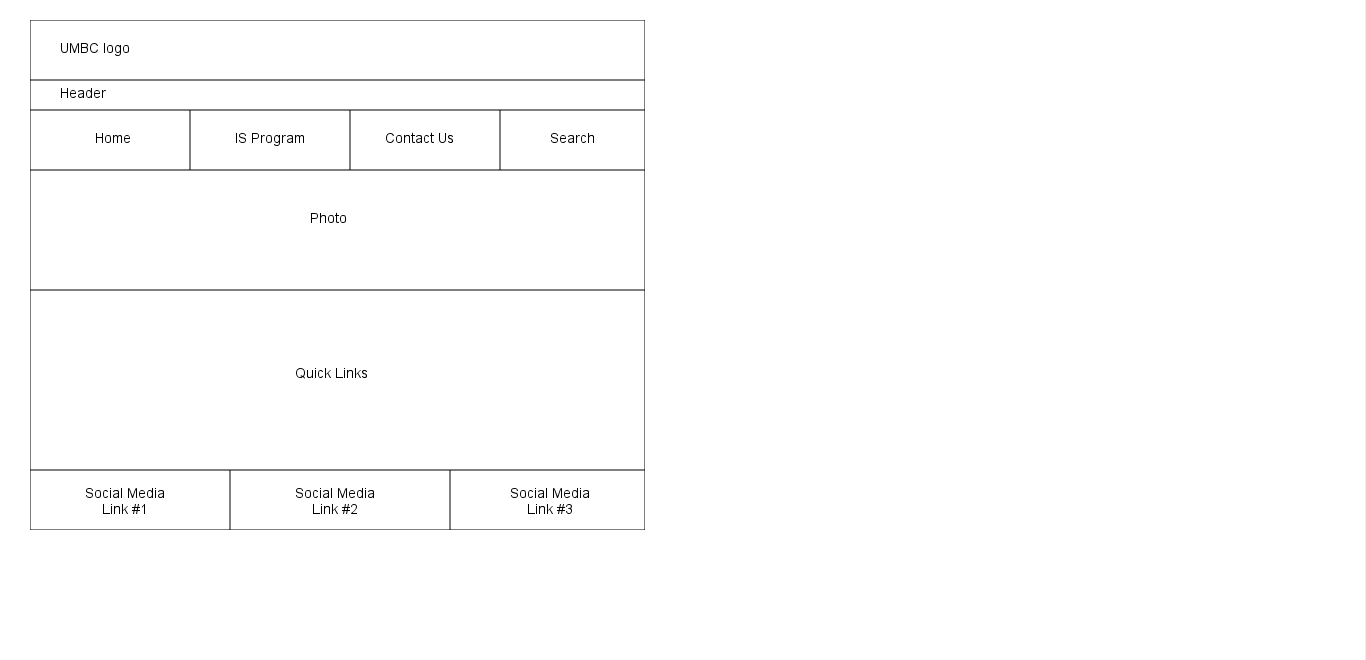 UMBC logo
Header
Home
IS Program
Contact Us
Search
Photo
Quick Links
Social Media
Link #1
Social Media
Link #2
Social Media
Link #3